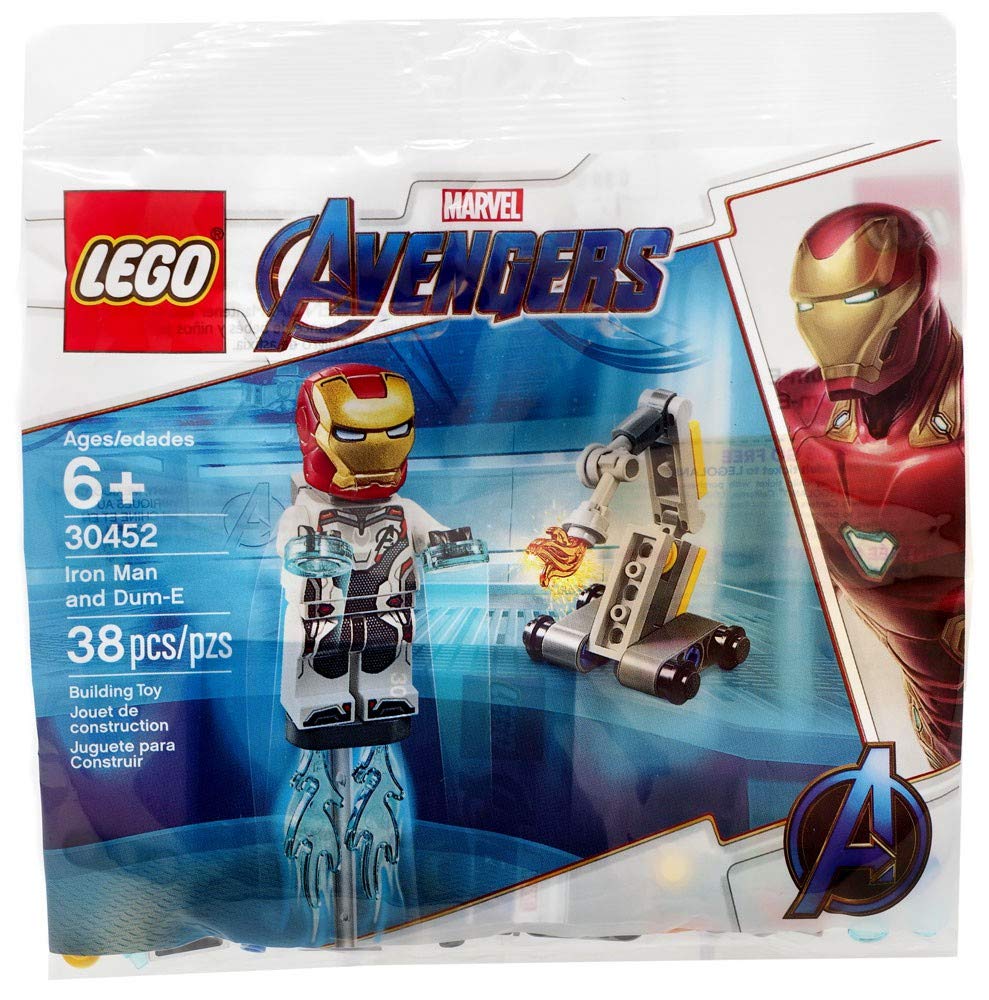 LEGO®
MARVEL
AVENGERS
Ages/edades
6+
30452
Iron Man
and Dum-E
38 pcs/pzs
Building Toy
Jouet de
construction
Juguete para
Construir